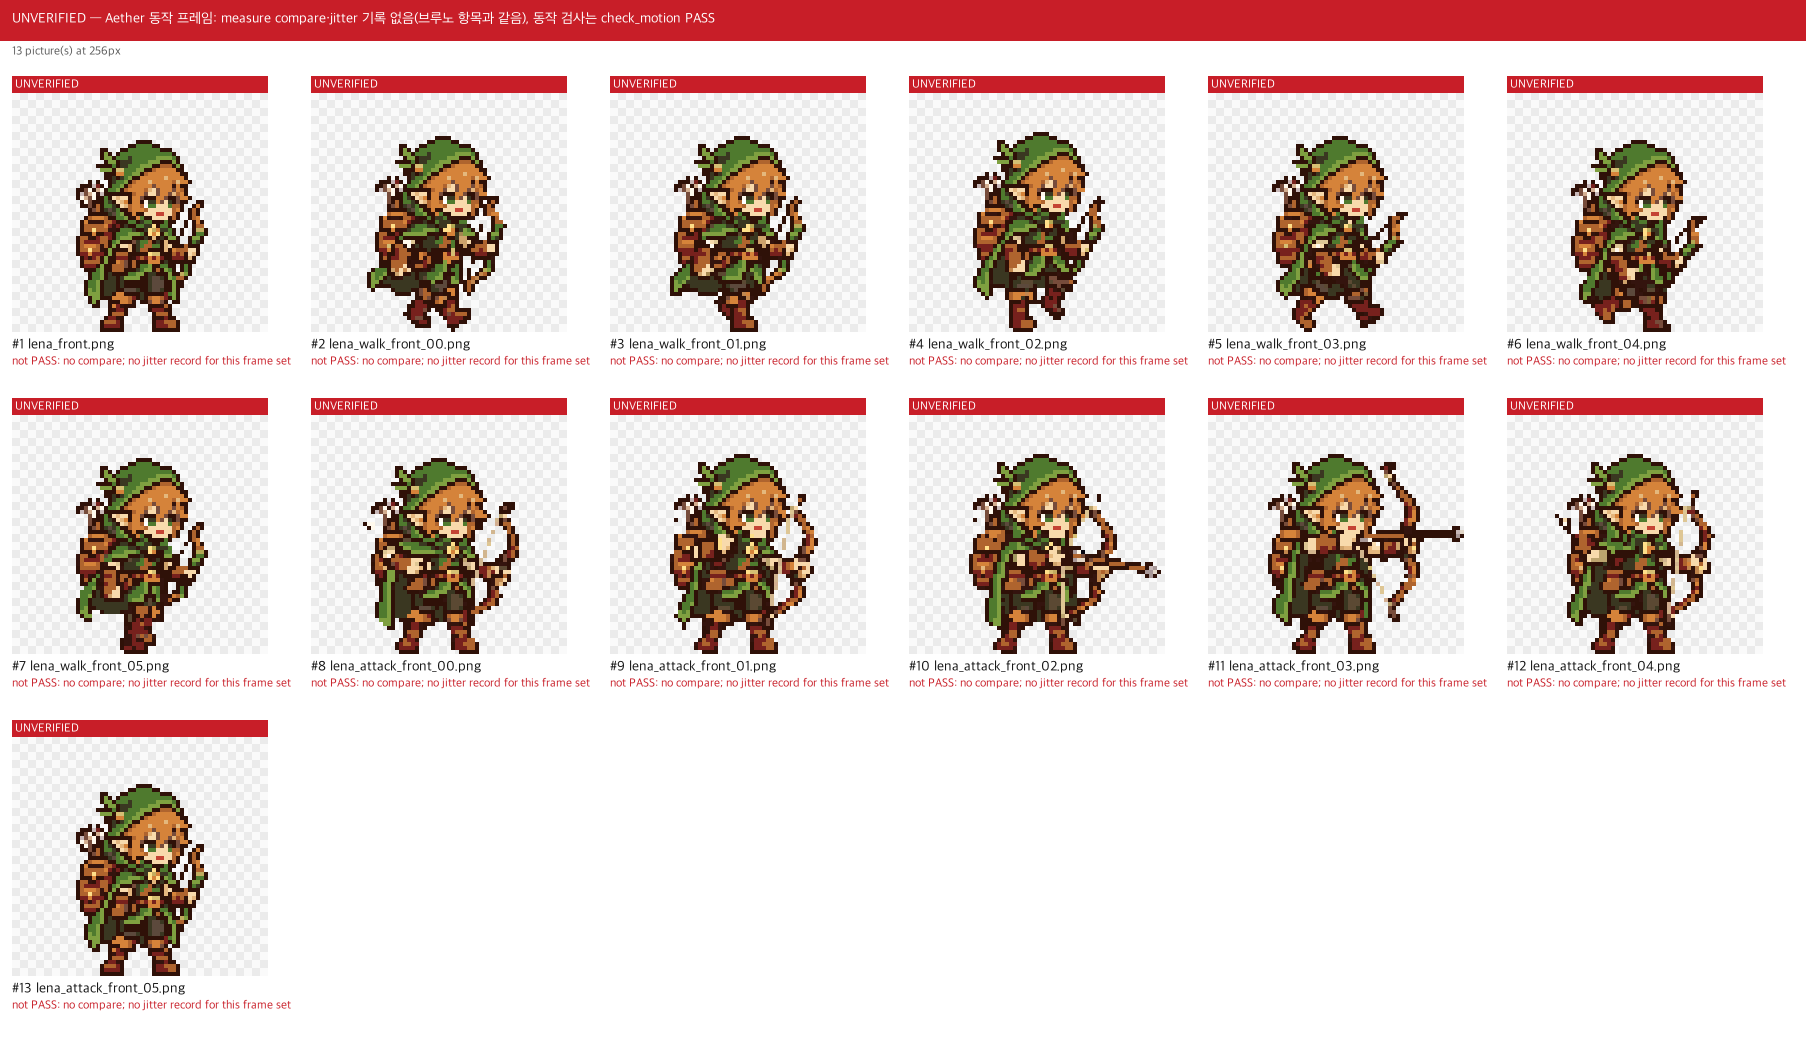 UNVERIFIED — Aether 동작 프레임: measure compare·jitter 기록 없음(브루노 항목과 같음), 동작 검사는 check_motion PASS
13 picture(s) at 256px
UNVERIFIED UNVERIFIED UNVERIFIED UNVERIFIED UNVERIFIED UNVERIFIED
#1 lena_front.png #2 lena_walk_front_00.png #3 lena_walk_front_01.png #4 lena_walk_front_02.png #5 lena_walk_front_03.png #6 lena_walk_front_04.png
not PASS: no compare; no jitter record for this frame set not PASS: no compare; no jitter record for this frame set not PASS: no compare; no jitter record for this frame set not PASS: no compare; no jitter record for this frame set not PASS: no compare; no jitter record for this frame set not PASS: no compare; no jitter record for this frame set
UNVERIFIED UNVERIFIED UNVERIFIED UNVERIFIED UNVERIFIED UNVERIFIED
#7 lena_walk_front_05.png #8 lena_attack_front_00.png #9 lena_attack_front_01.png #10 lena_attack_front_02.png #11 lena_attack_front_03.png #12 lena_attack_front_04.png
not PASS: no compare; no jitter record for this frame set not PASS: no compare; no jitter record for this frame set not PASS: no compare; no jitter record for this frame set not PASS: no compare; no jitter record for this frame set not PASS: no compare; no jitter record for this frame set not PASS: no compare; no jitter record for this frame set
UNVERIFIED
#13 lena_attack_front_05.png
not PASS: no compare; no jitter record for this frame set